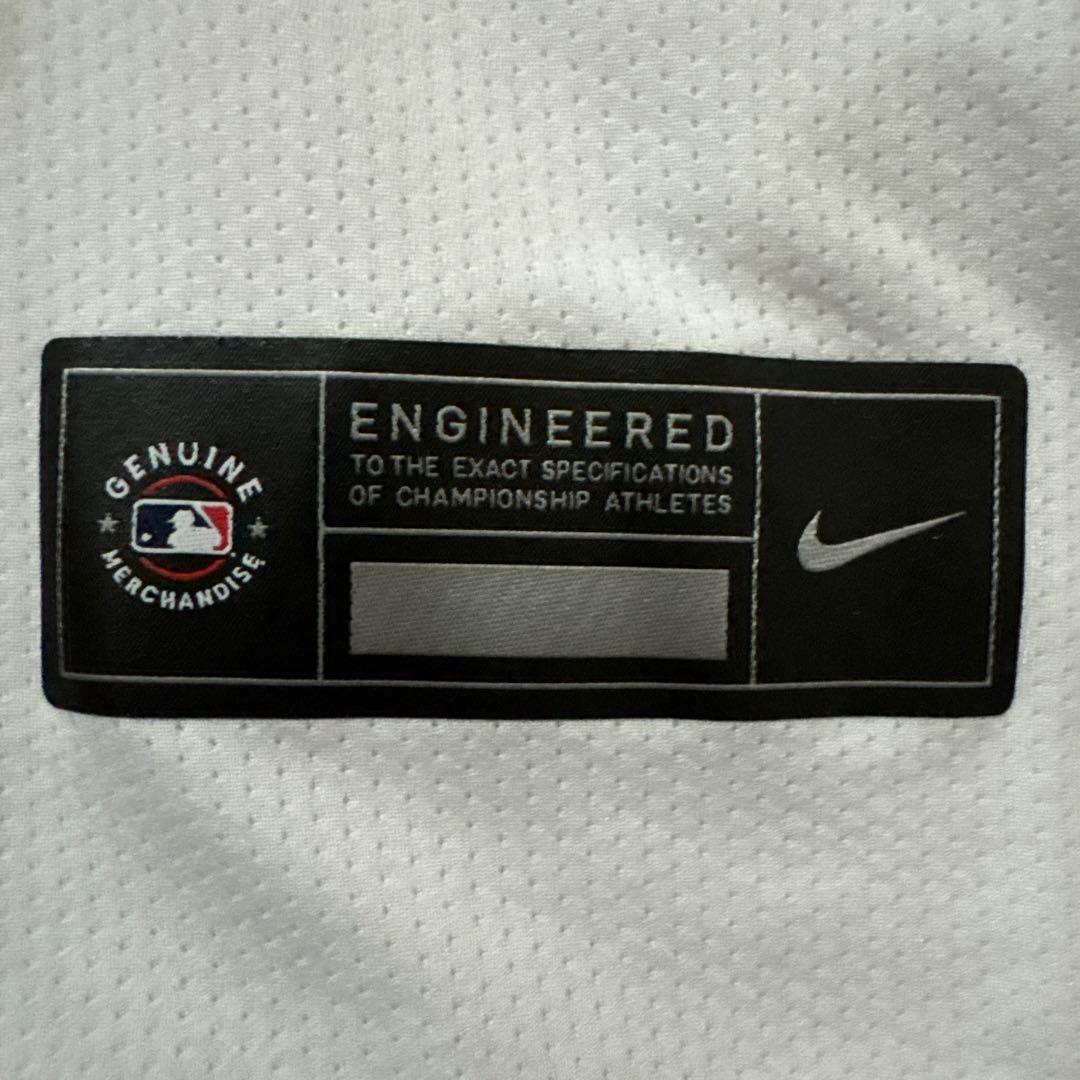 GENUINE
MERCHANDISE
ENGINEERED
TO THE EXACT SPECIFICATIONS
OF CHAMPIONSHIP ATHLETES